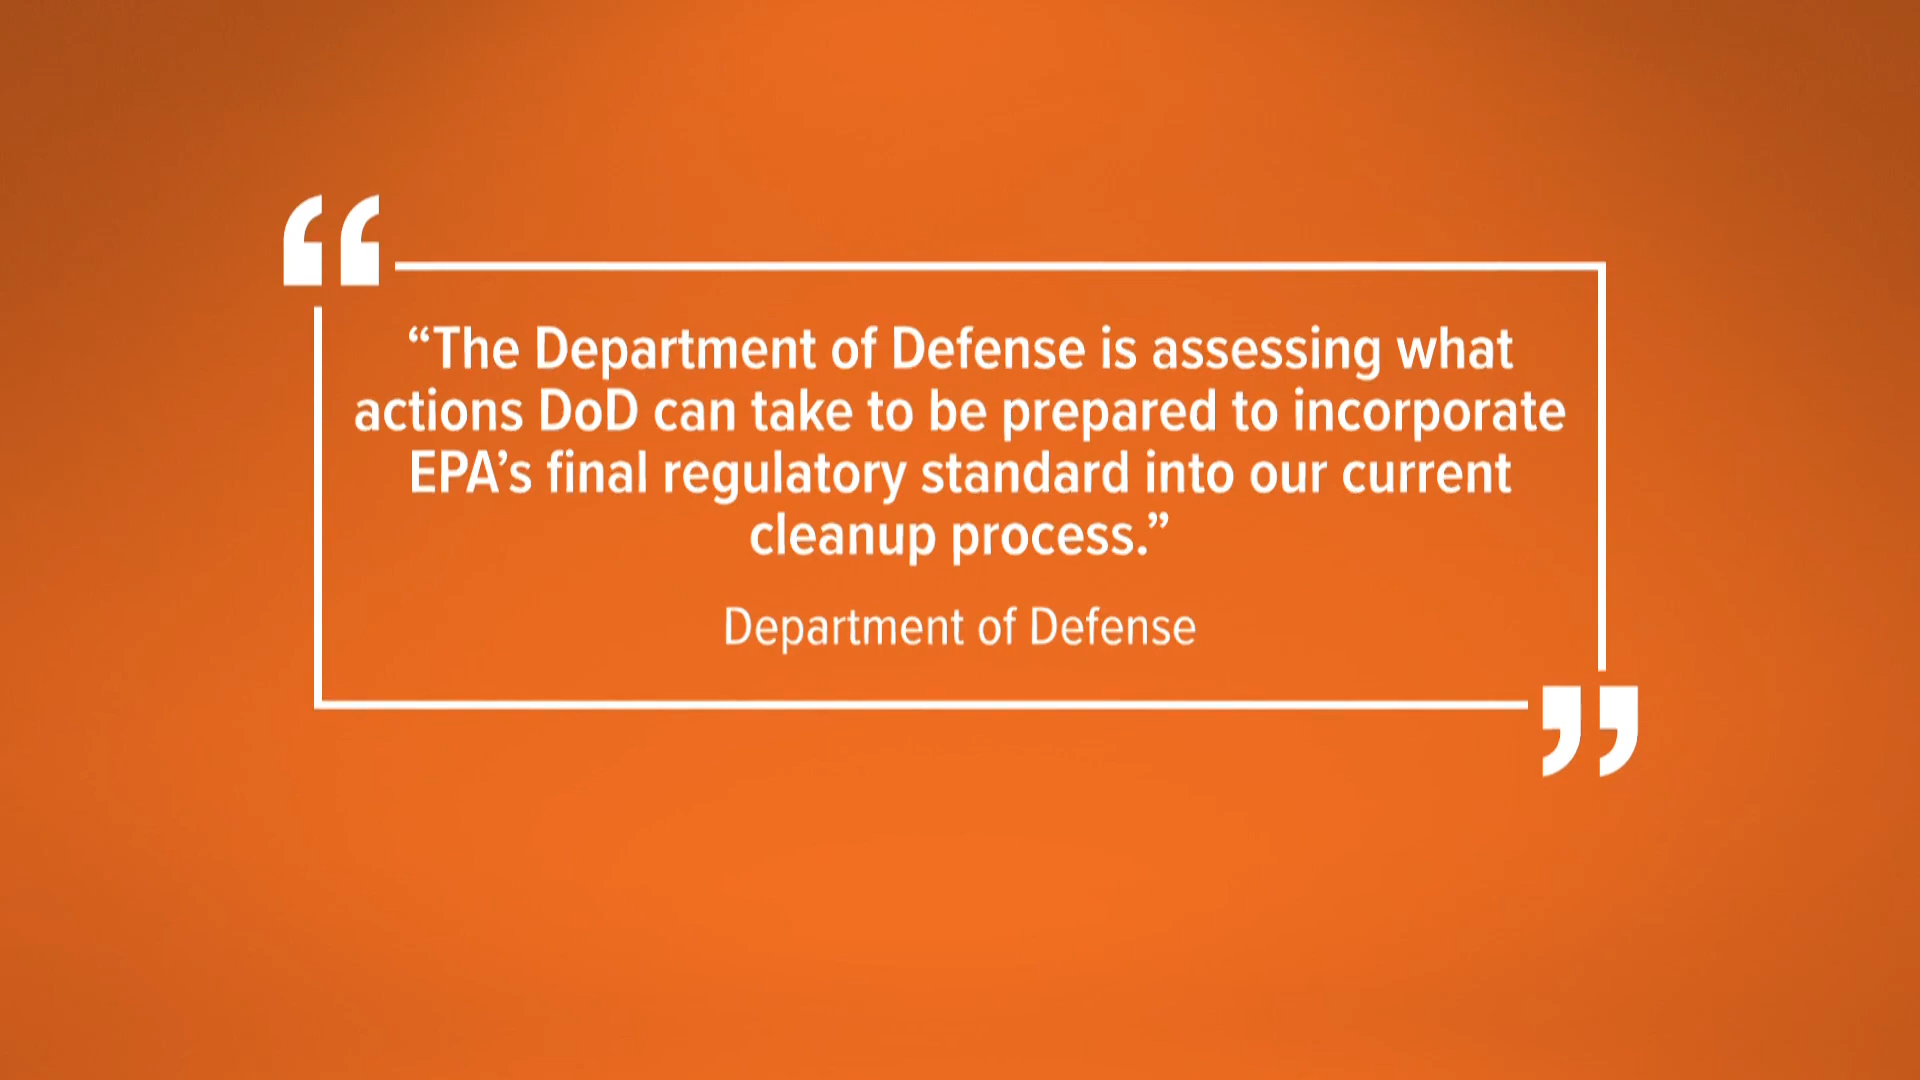 “The Department of Defense is assessing what
actions DoD can take to be prepared to incorporate
EPA’s final regulatory standard into our current
cleanup process.”
Department of Defense